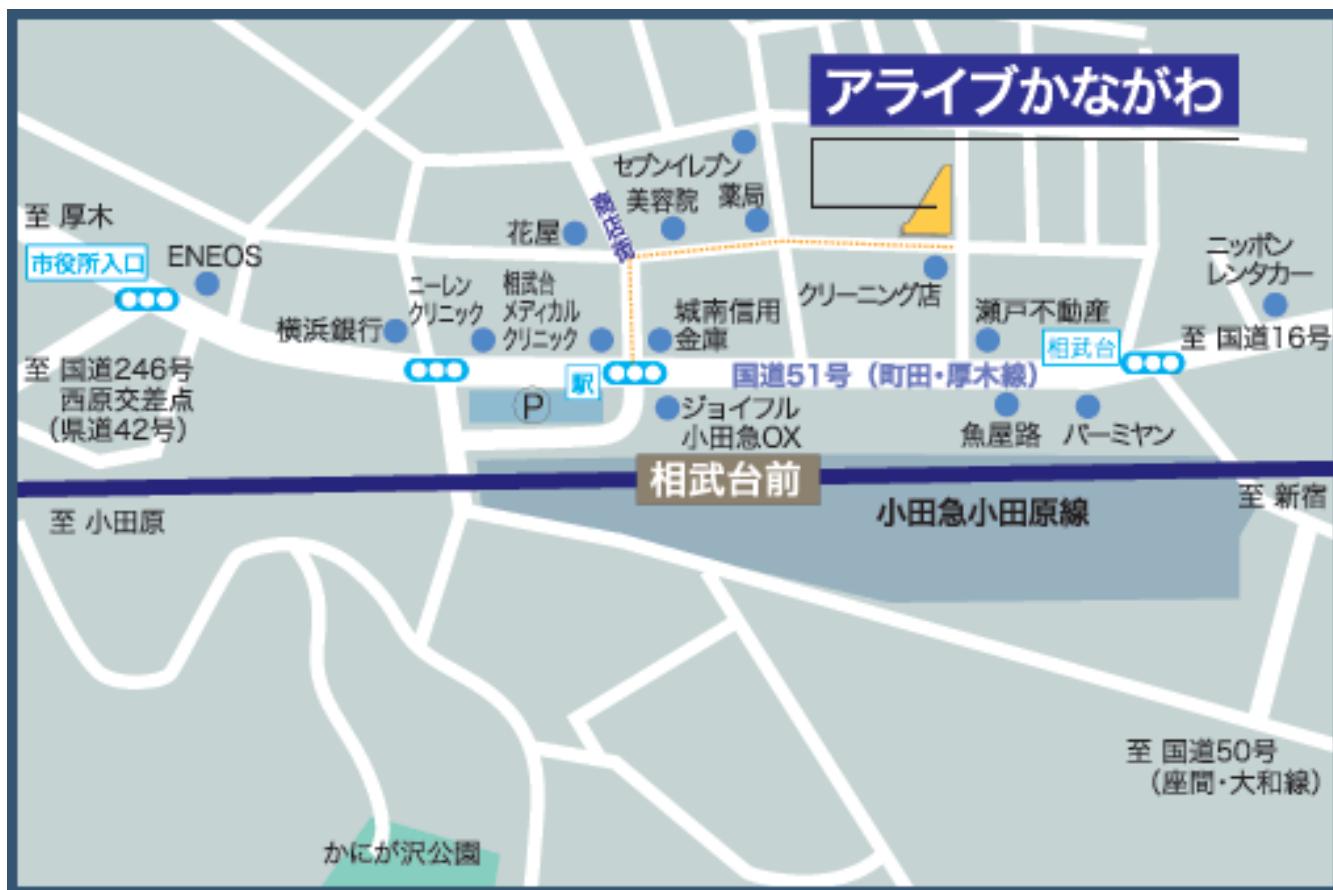 アライブかながわ
セブンイレブン
美容院
薬局
商店街
花屋
至 厚木
市役所入口
ENEOS
ニーレン
クリニック
相武台
メディカル
クリニック
横浜銀行
城南信用
金庫
クリーニング店
瀬戸不動産
ニッポン
レンタカー
相武台
至 国道16号
至 国道246号
西原交差点
(県道42号)
駅
国道51号(町田・厚木線)
P
ジョイフル
小田急OX
魚屋路
バーミヤン
相武台前
至 小田原
小田急小田原線
至 新宿
至 国道50号
(座間・大和線)
かにが沢公園